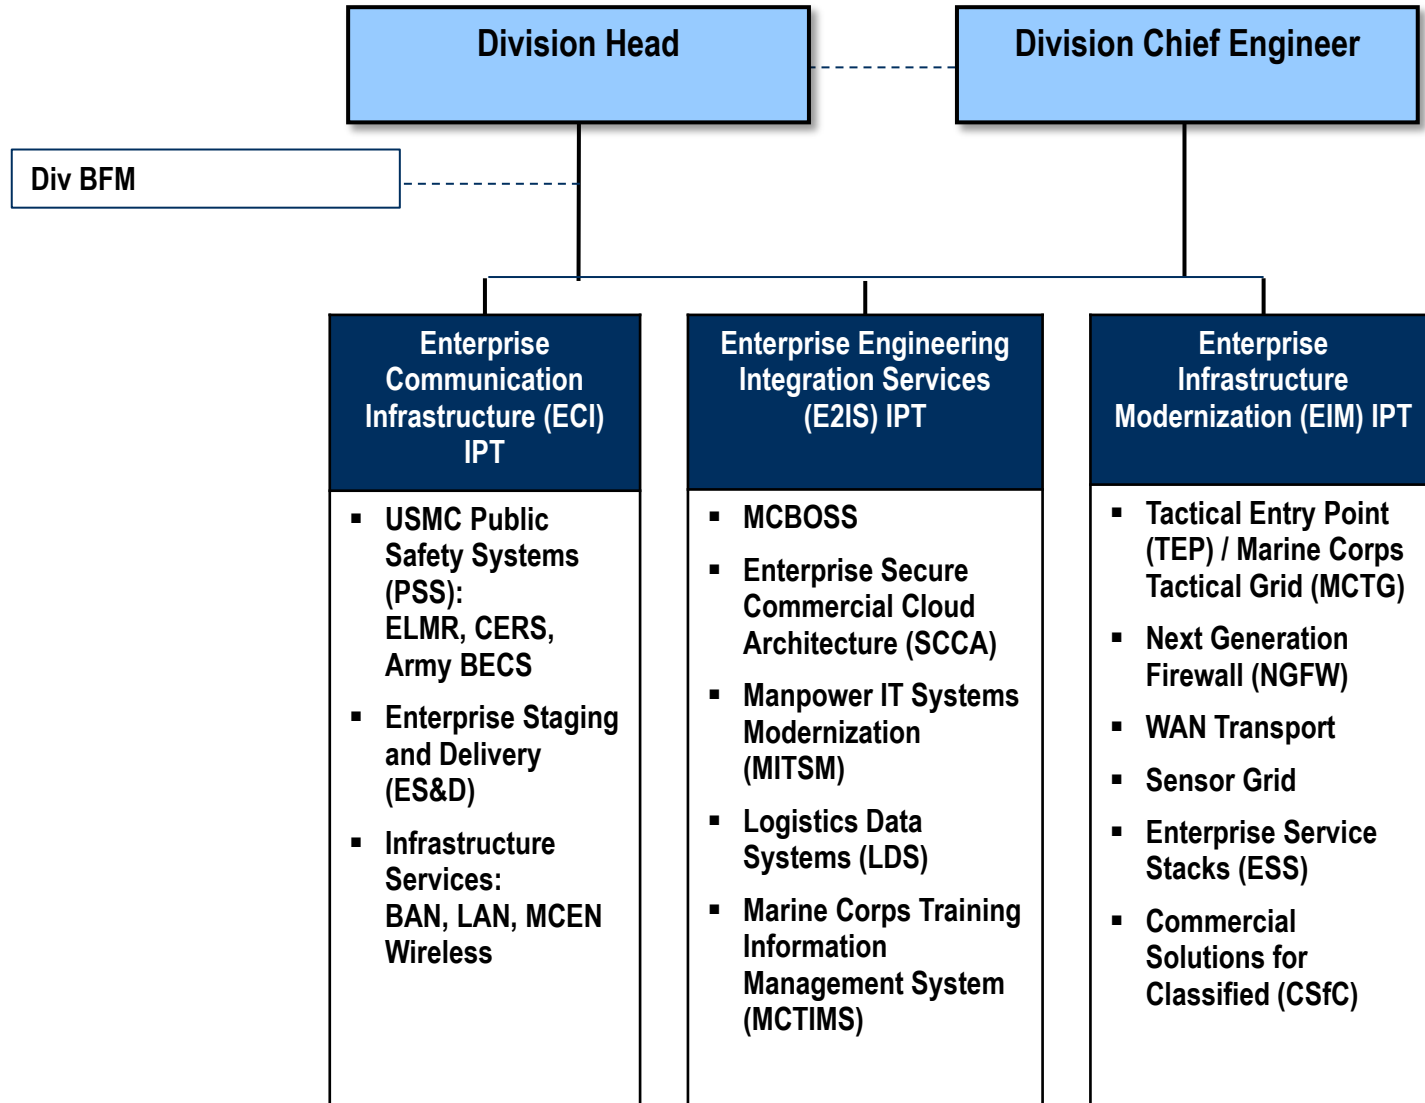 Division Head
Division Chief Engineer
Div BFM
Enterprise
Communication
Infrastructure (ECI)
IPT
▪ USMC Public
Safety Systems
(PSS):
ELMR, CERS,
Army BECS
▪ Enterprise Staging
and Delivery
(ES&D)
▪ Infrastructure
Services:
BAN, LAN, MCEN
Wireless
Enterprise Engineering
Integration Services
(E2IS) IPT
▪ MCBOSS
▪ Enterprise Secure
Commercial Cloud
Architecture (SCCA)
▪ Manpower IT Systems
Modernization
(MITSM)
▪ Logistics Data
Systems (LDS)
▪ Marine Corps Training
Information
Management System
(MCTIMS)
Enterprise
Infrastructure
Modernization (EIM) IPT
▪ Tactical Entry Point
(TEP) / Marine Corps
Tactical Grid (MCTG)
▪ Next Generation
Firewall (NGFW)
▪ WAN Transport
▪ Sensor Grid
▪ Enterprise Service
Stacks (ESS)
▪ Commercial
Solutions for
Classified (CSfC)